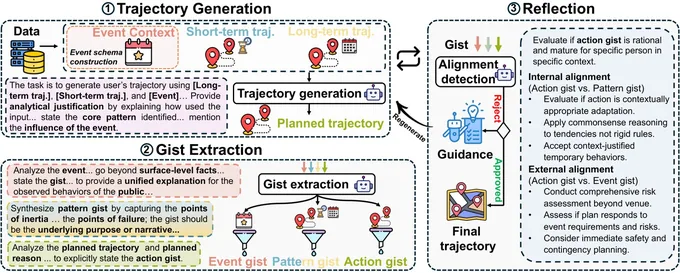 ① Trajectory Generation
Data
Event Context
Short-term traj.
Long-term traj.
Event schema
construction
The task is to generate user's trajectory using [Long-
term traj.], [Short-term traj.], and [Event]... Provide
analytical justification by explaining how used the
input... state the core pattern identified... mention
the influence of the event.
Trajectory generation
Planned trajectory
② Gist Extraction
Analyze the event... go beyond surface-level facts...
state the gist... to provide a unified explanation for the
observed behaviors of the public...
Synthesize pattern gist by capturing the points
of inertia ... the points of failure; the gist should
be the underlying purpose or narrative...
Analyze the planned trajectory and planned
reason ... to explicitly state the action gist.
Gist extraction
Event gist
Pattern gist
Action gist
Regenerate
③ Reflection
Gist
Alignment
detection
Reject
Guidance
Approved
Final
trajectory
Evaluate if action gist is rational
and mature for specific person in
specific context.
Internal alignment
(Action gist vs. Pattern gist)
• Evaluate if action is contextually
appropriate adaptation.
• Apply commonsense reasoning
to tendencies not rigid rules.
• Accept context-justified
temporary behaviors.
External alignment
(Action gist vs. Event gist)
• Conduct comprehensive risk
assessment beyond venue.
• Assess if plan responds to
event requirements and risks.
• Consider immediate safety and
contingency planning.